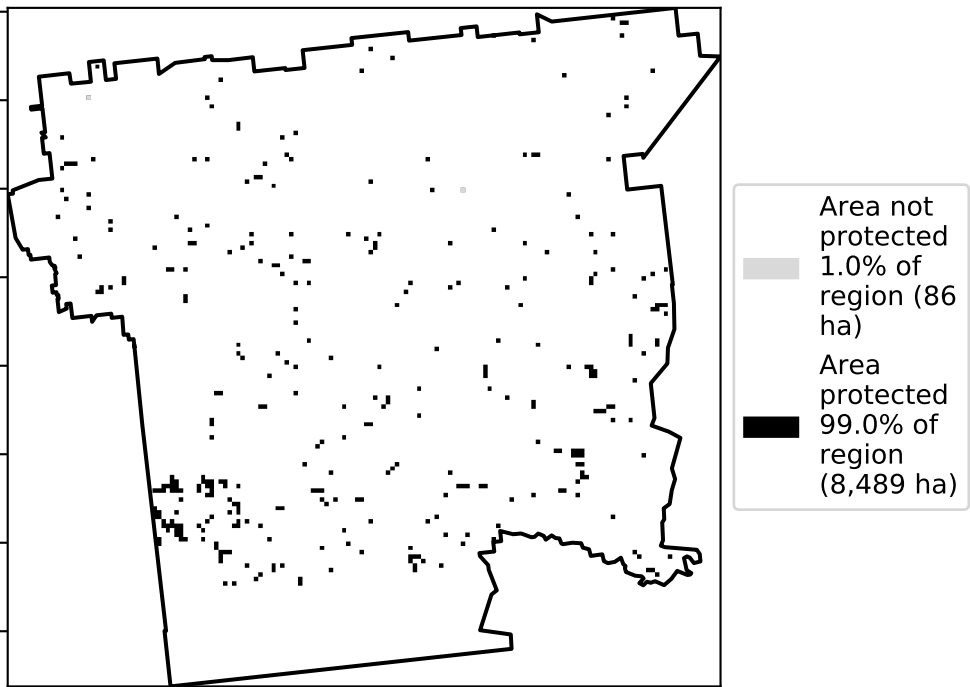 Area not
protected
1.0% of
region (86
ha)
Area
protected
99.0% of
region
(8,489 ha)